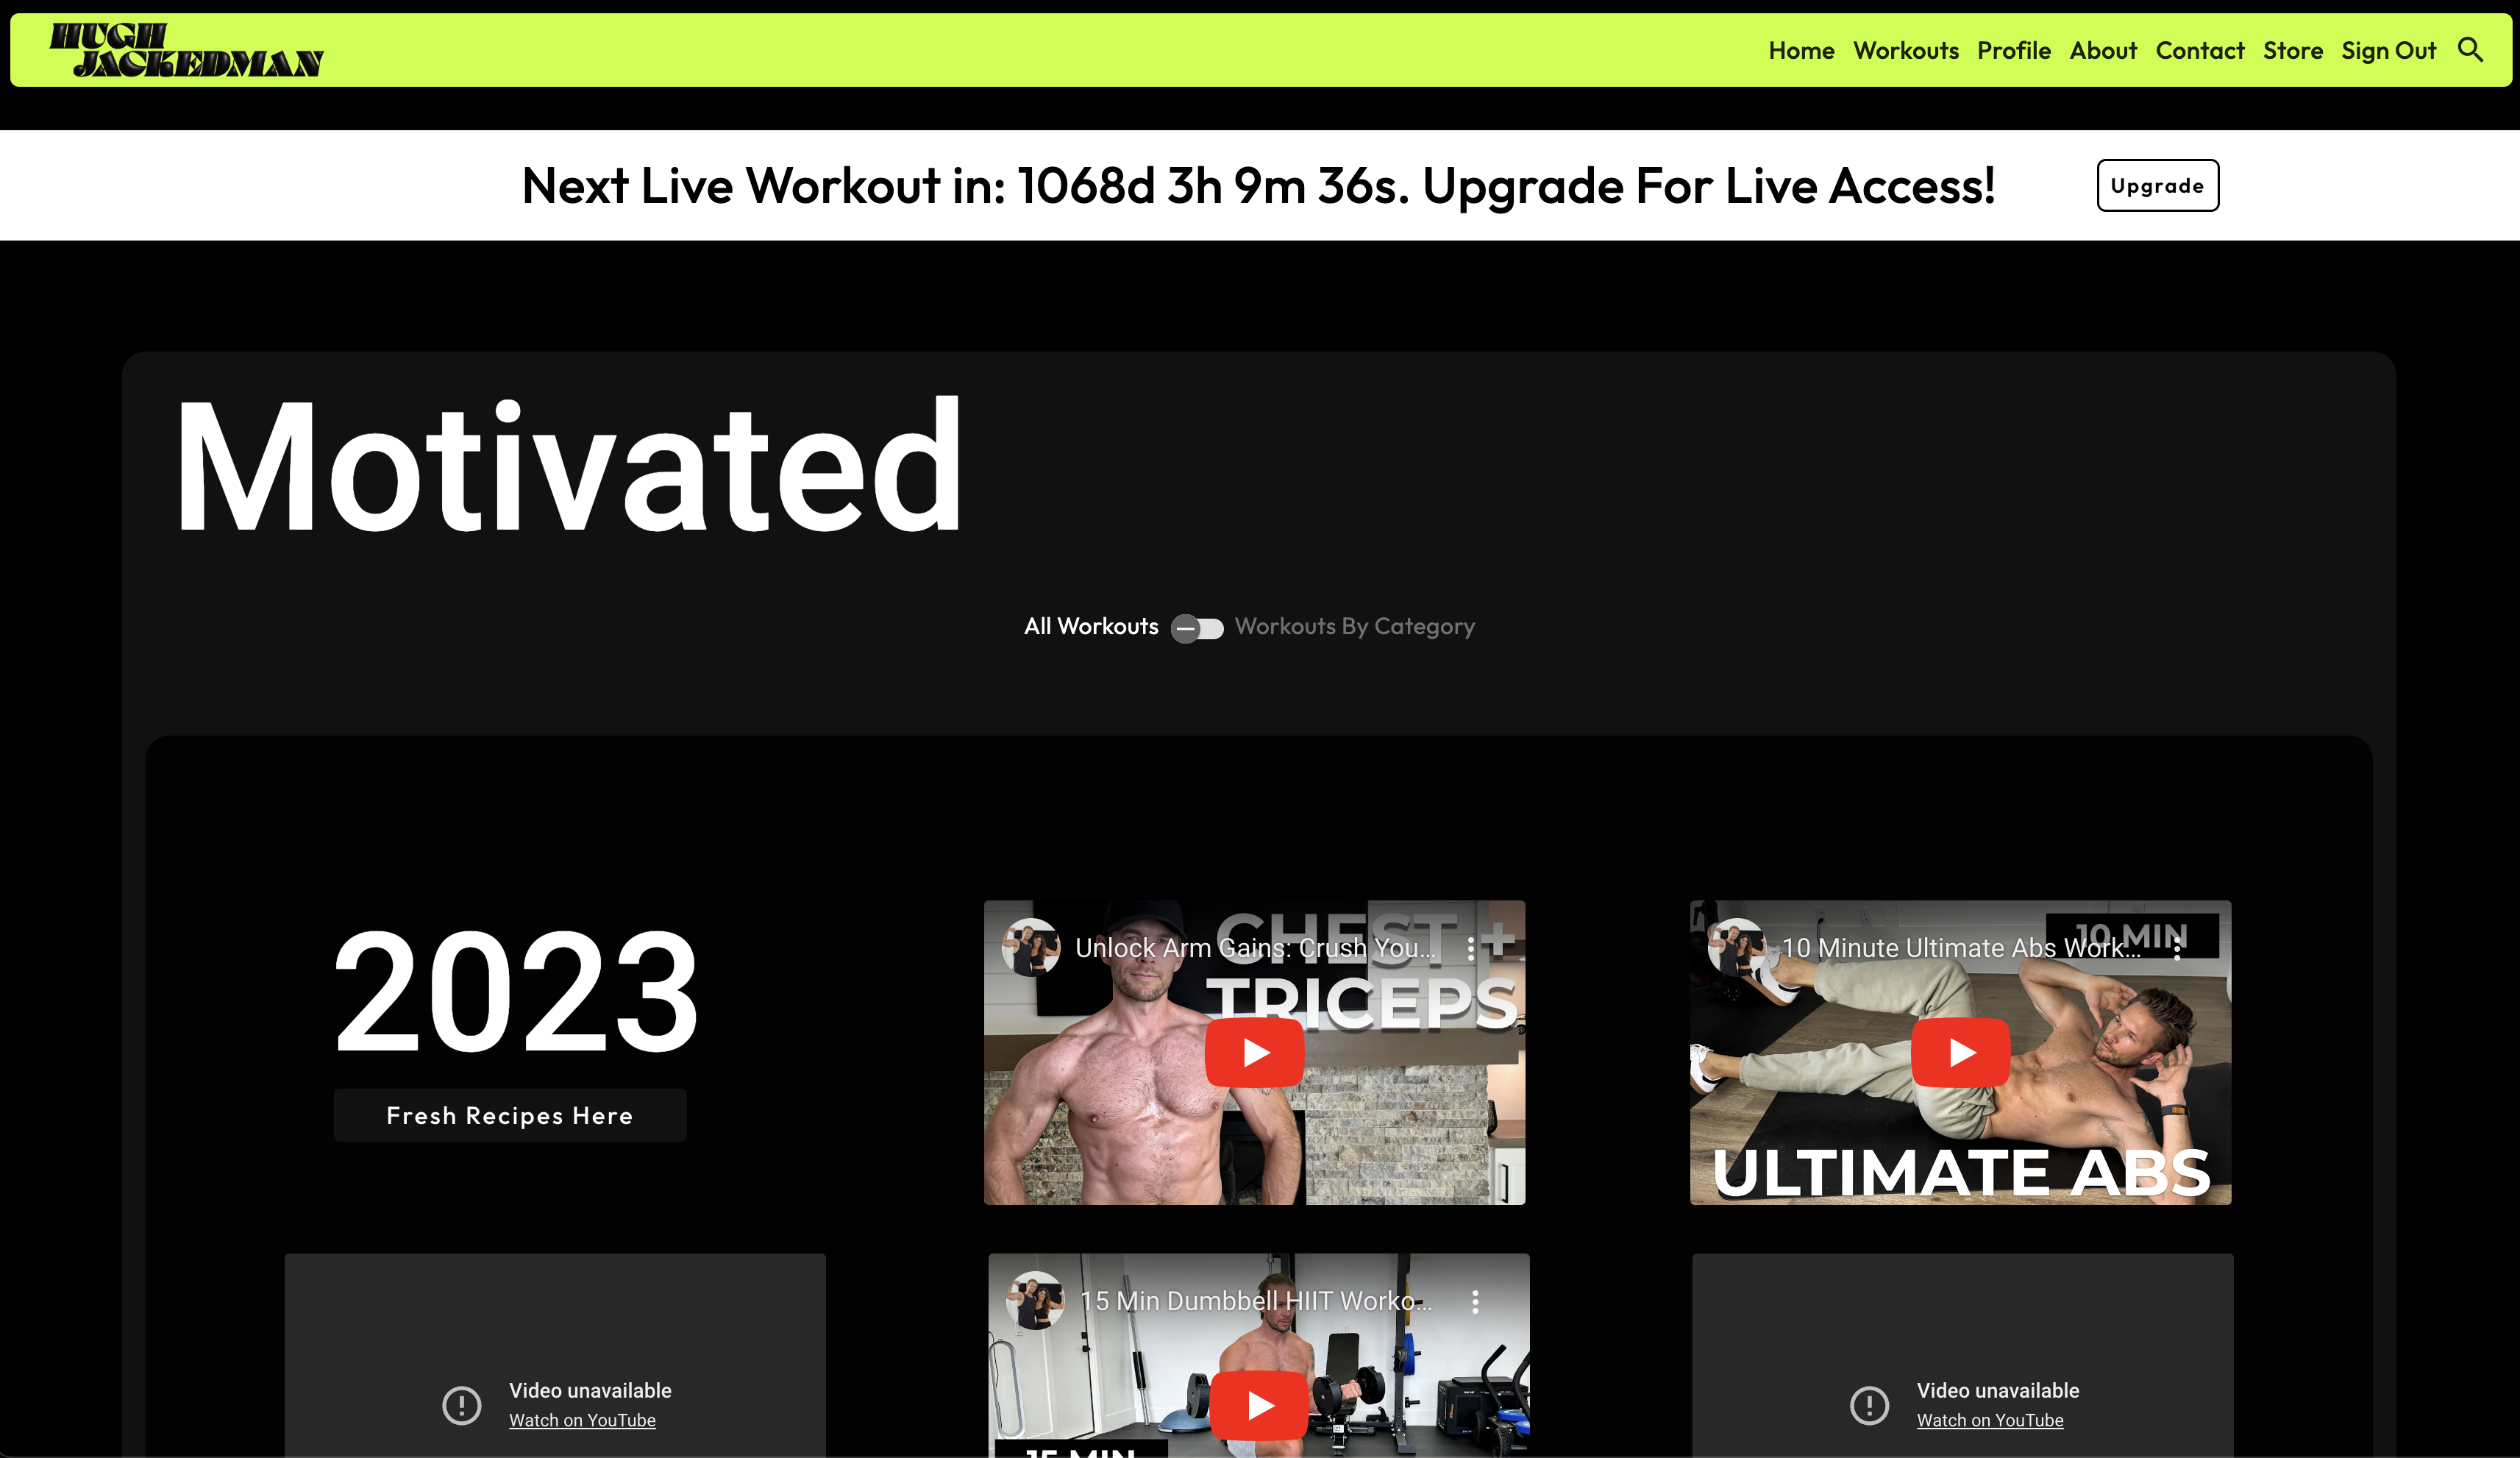 HUGH
JACKEDMAN
Home Workouts Profile About Contact Store Sign Out
Next Live Workout in: 1068d 3h 9m 36s. Upgrade For Live Access!
Upgrade
Motivated
All Workouts
Workouts By Category
2023
Fresh Recipes Here
CHEST +
Unlock Arm Gains: Crush You...
TRICEPS
10 MIN
10 Minute Ultimate Abs Work...
ULTIMATE ABS
Video unavailable
Watch on YouTube
15 Min Dumbbell HIIT Worko...
15 MIN
Video unavailable
Watch on YouTube